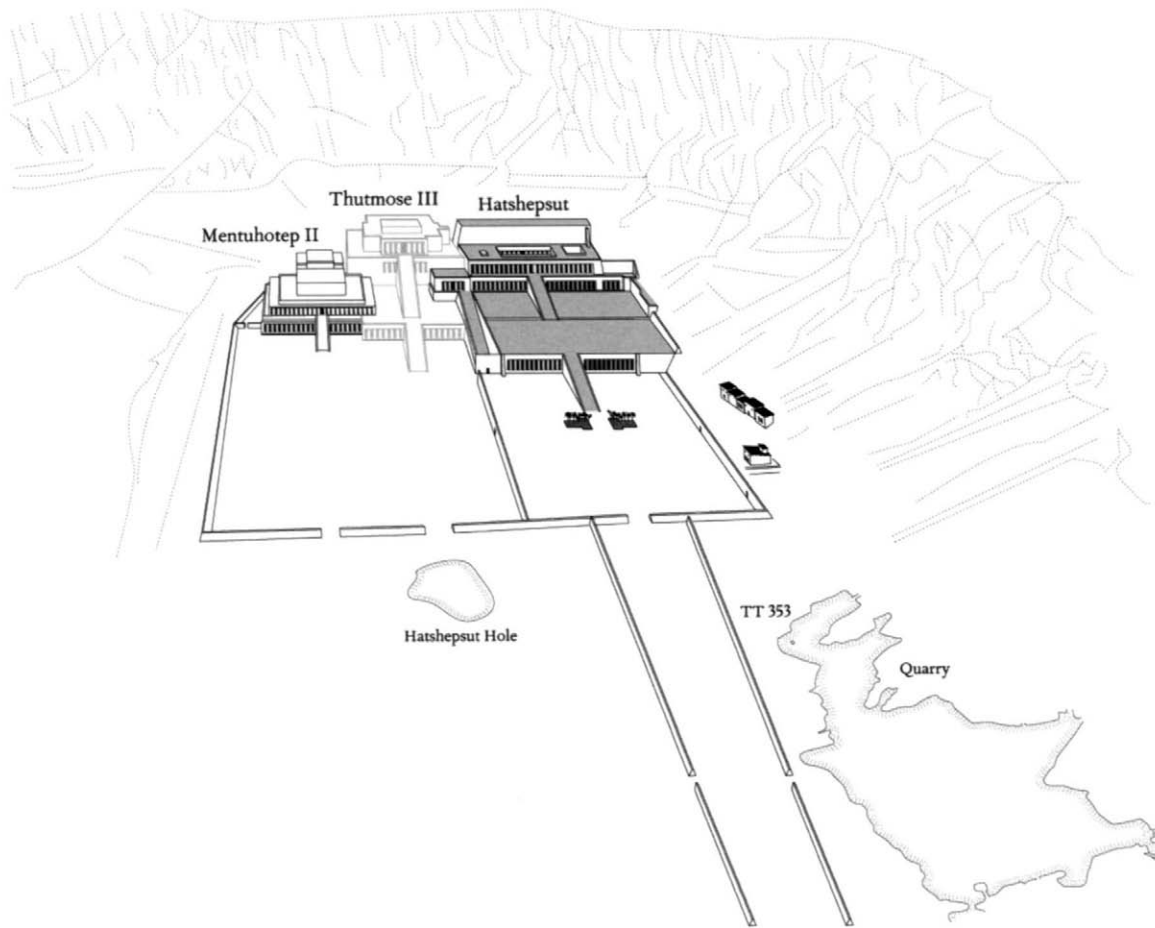 Thutmose III
Hatshepsut
Mentuhotep II
Hatshepsut Hole
TT 353
Quarry